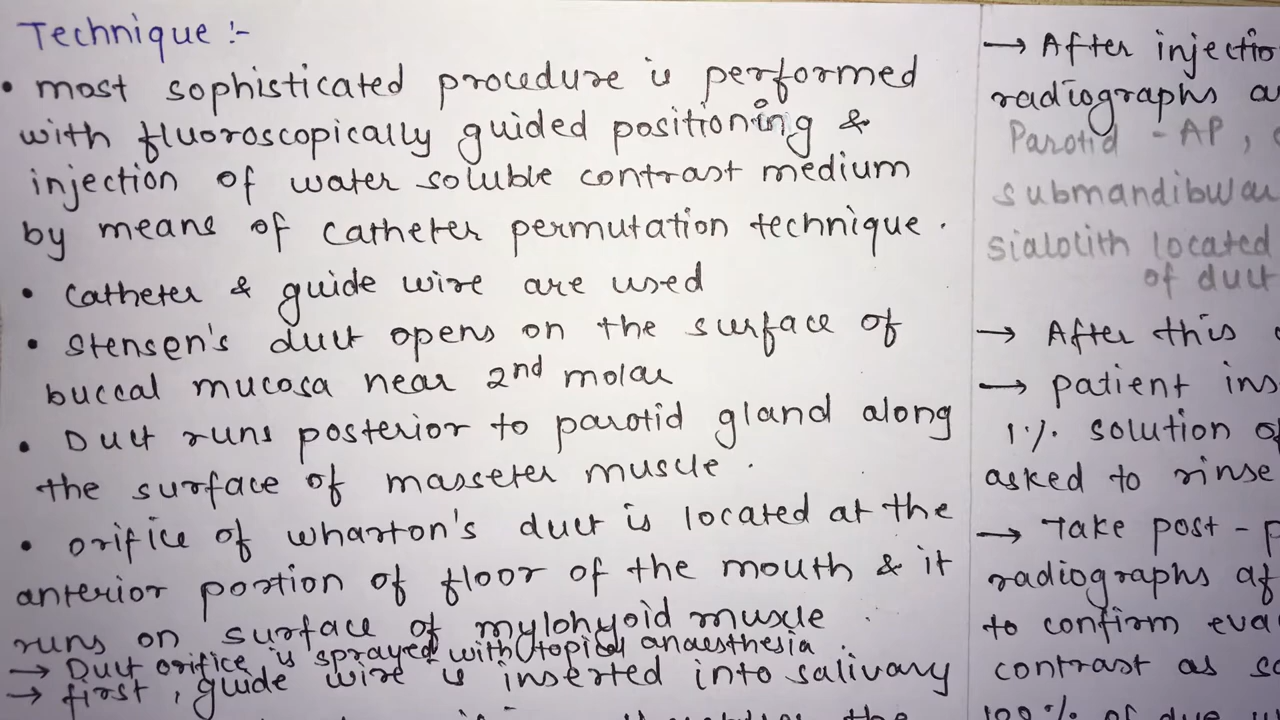 Technique :-
• most sophisticated procedure is performed
with fluoroscopically guided positioning &
injection of water soluble contrast medium
by means of catheter permutation technique.
• catheter & guide wire are used
• stensen's duct opens on the surface of
buccal mucosa near 2nd molar
• Duct runs posterior to parotid gland along
the surface of masseter muscle.
• orifice of wharton's duct is located at the
anterior portion of floor of the mouth & it
runs on surface of mylohyoid muscle
→ Duct orifice is sprayed with topical anaesthesia.
→ first, guide wire is inserted into salivary
the
→ After
radiographs
Parotid - AP,
sialolith located
of duct
→ After this
→ patient
1% solution
asked to rinse
→ Take post-
radiographs
to confirm
contrast as
100% of